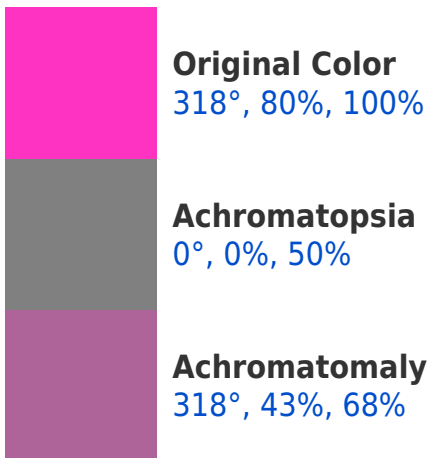 Original Color
318°, 80%, 100%
Achromatopsia
0°, 0%, 50%
Achromatomaly
318°, 43%, 68%